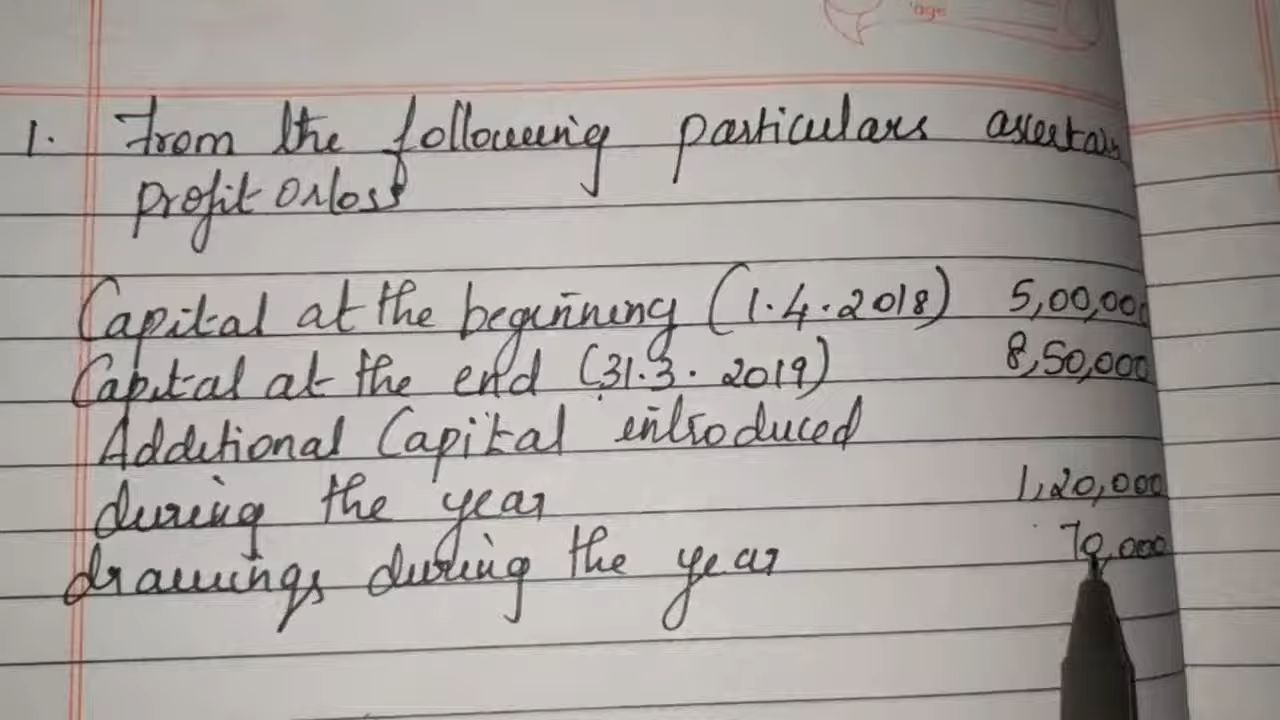 'age
1. From the following particulars ascertain
profit or loss
Capital at the beginning (1.4.2018) 5,00,000
Capital at the end (31.3.2019) 8,50,000
Additional Capital introduced
during the year 1,20,000
drawings during the year 70,000